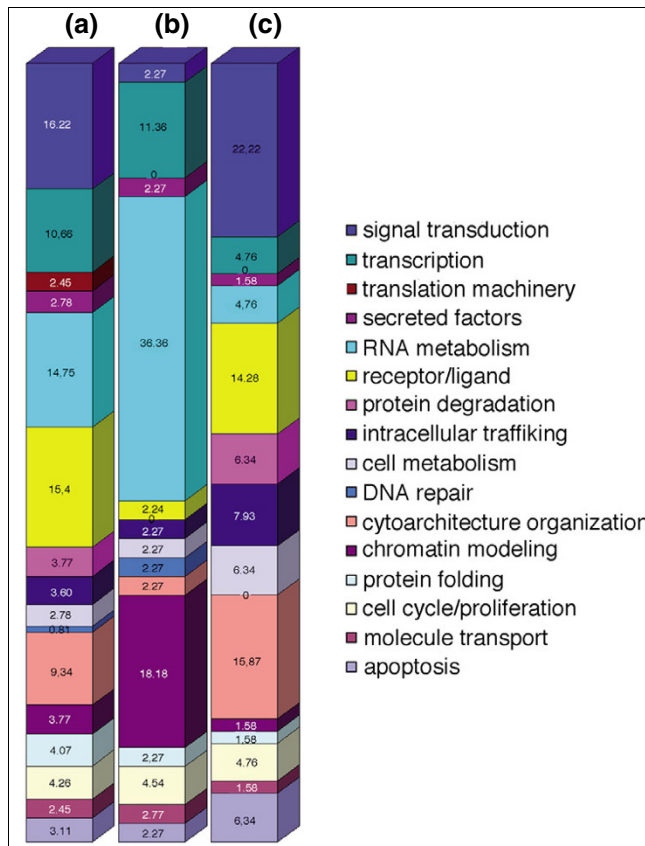 (a) (b) (c)
16.22
10,66
2.45
2.78
14,75
15,4
3.77
3.60
2.78
0.81
9,34
3.77
4.07
4.26
2.45
3.11
2.27
11.36
0
2.27
36.36
2.24
0
2.27
2.27
2.27
2.27
18.18
2,27
4.54
2.77
2.27
22,22
4.76
0
1.58
4,76
14.28
6.34
7.93
6.34
0
15,87
1.58
1.58
4.76
1.58
6,34
signal transduction
transcription
translation machinery
secreted factors
RNA metabolism
receptor/ligand
protein degradation
intracellular traffiking
cell metabolism
DNA repair
cytoarchitecture organization
chromatin modeling
protein folding
cell cycle/proliferation
molecule transport
apoptosis